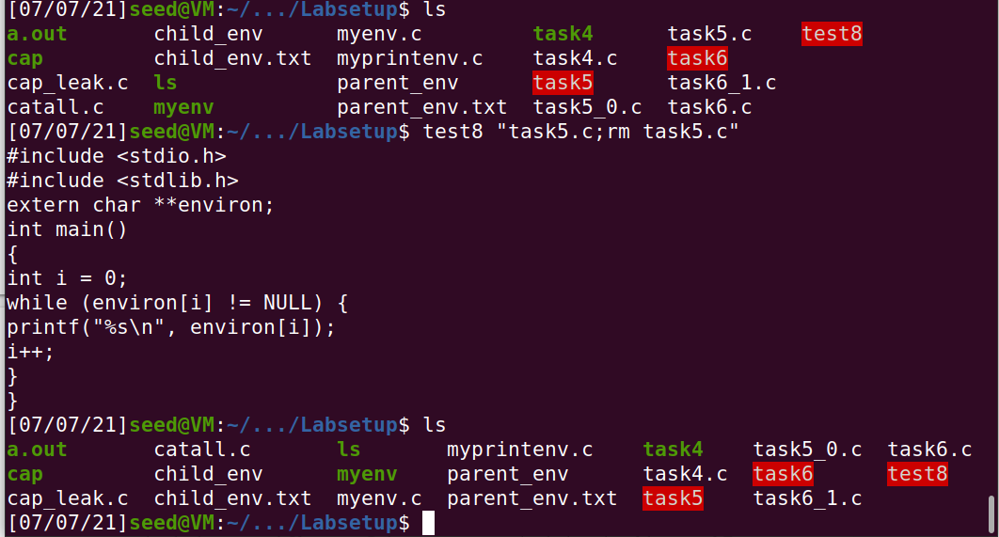 [07/07/21]seed@VM:~/.../Labsetup$ ls
a.out       child_env      myenv.c         task4      task5.c    test8
cap         child_env.txt  myprintenv.c    task4.c    task6
cap_leak.c  ls             parent_env      task5      task6_1.c
catall.c    myenv          parent_env.txt  task5_0.c  task6.c
[07/07/21]seed@VM:~/.../Labsetup$ test8 "task5.c;rm task5.c"
#include <stdio.h>
#include <stdlib.h>
extern char **environ;
int main()
{
int i = 0;
while (environ[i] != NULL) {
printf("%s\n", environ[i]);
i++;
}
}
[07/07/21]seed@VM:~/.../Labsetup$ ls
a.out       catall.c       ls       myprintenv.c    task4    task5_0.c  task6.c
cap         child_env      myenv    parent_env      task4.c  task6      test8
cap_leak.c  child_env.txt  myenv.c  parent_env.txt  task5    task6_1.c
[07/07/21]seed@VM:~/.../Labsetup$